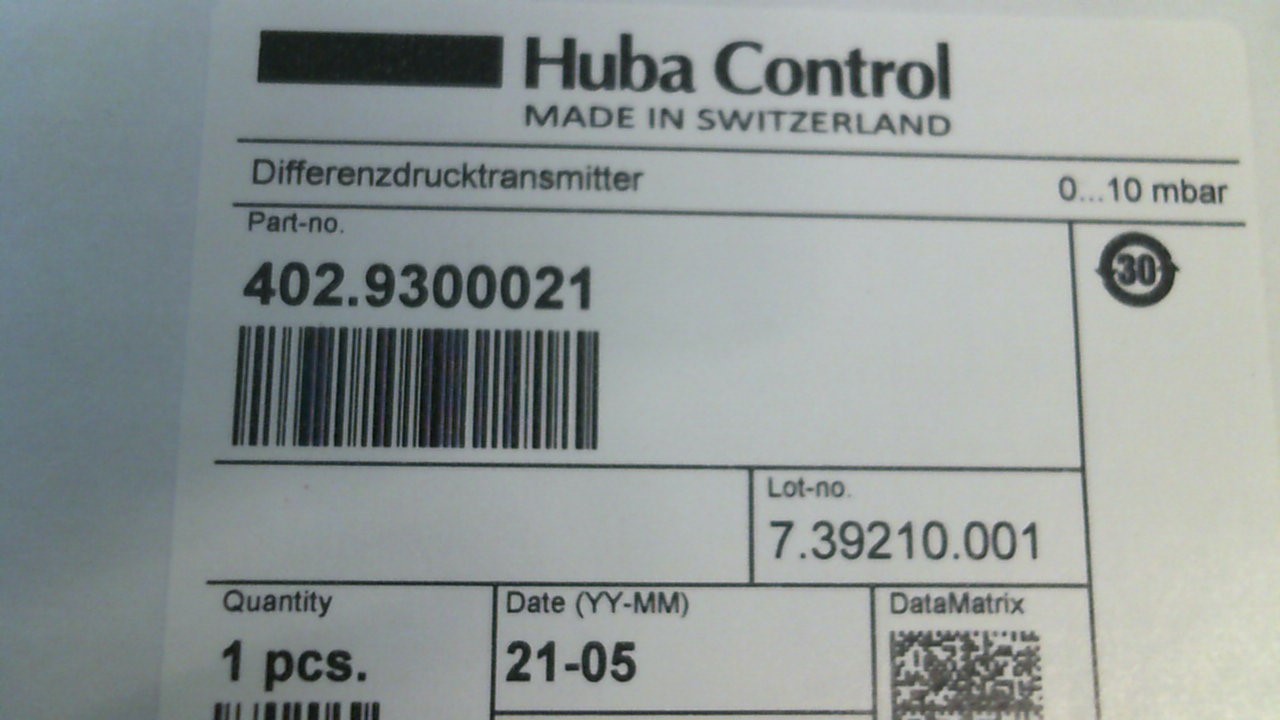 Huba Control
MADE IN SWITZERLAND
Differenzdrucktransmitter 0...10 mbar
Part-no.
402.9300021
30
Lot-no.
7.39210.001
Quantity Date (YY-MM) DataMatrix
1 pcs. 21-05